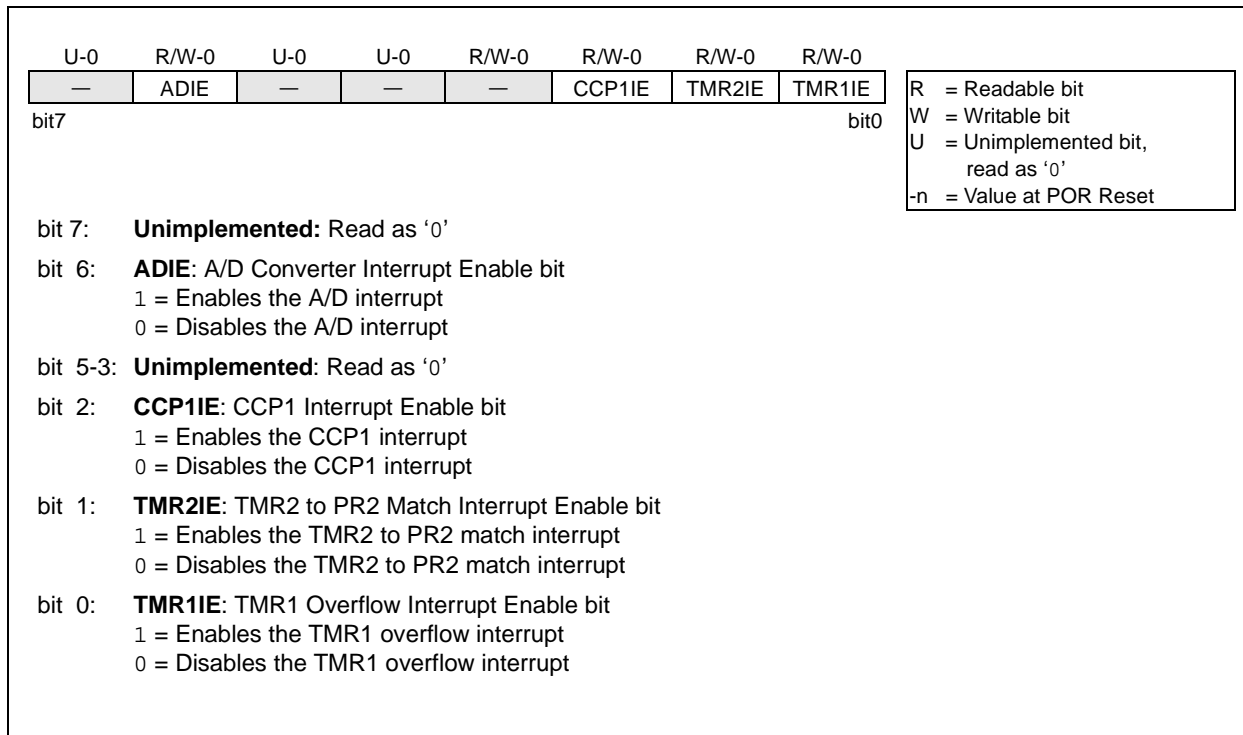 U-0 R/W-0 U-0 U-0 R/W-0 R/W-0 R/W-0 R/W-0
— ADIE — — — CCP1IE TMR2IE TMR1IE
bit7 bit0
R = Readable bit
W = Writable bit
U = Unimplemented bit,
read as ‘0’
-n = Value at POR Reset
bit 7: Unimplemented: Read as ‘0’
bit 6: ADIE: A/D Converter Interrupt Enable bit
1 = Enables the A/D interrupt
0 = Disables the A/D interrupt
bit 5-3: Unimplemented: Read as ‘0’
bit 2: CCP1IE: CCP1 Interrupt Enable bit
1 = Enables the CCP1 interrupt
0 = Disables the CCP1 interrupt
bit 1: TMR2IE: TMR2 to PR2 Match Interrupt Enable bit
1 = Enables the TMR2 to PR2 match interrupt
0 = Disables the TMR2 to PR2 match interrupt
bit 0: TMR1IE: TMR1 Overflow Interrupt Enable bit
1 = Enables the TMR1 overflow interrupt
0 = Disables the TMR1 overflow interrupt